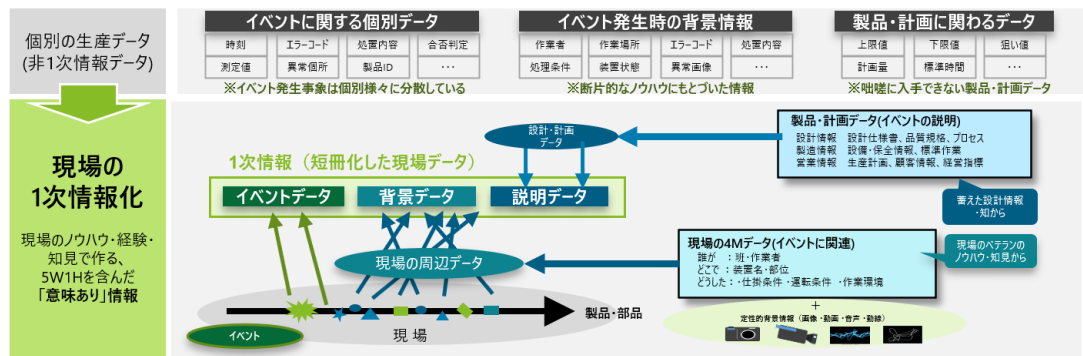 個別の生産データ
(非1次情報データ)
イベントに関する個別データ
時刻 エラーコード 処置内容 合否判定
測定値 異常個所 製品ID ・・・
※イベント発生事象は個別様々に分散している
イベント発生時の背景情報
作業者 作業場所 エラーコード 処置内容
処理条件 装置状態 異常画像 ・・・
※断片的なノウハウにもとづいた情報
製品・計画に関わるデータ
上限値 下限値 狙い値
計画量 標準時間 ・・・
※咄嗟に入手できない製品・計画データ
現場の
1次情報化
現場のノウハウ・経験・
知見で作る、
5W1Hを含んだ
「意味あり」情報
設計・計画
データ
製品・計画データ(イベントの説明)
設計情報 設計仕様書、品質規格、プロセス
製造情報 設備・保全情報、標準作業
営業情報 生産計画、顧客情報、経営指標
蓄えた設計情報
・知から
1次情報（短冊化した現場データ）
イベントデータ
背景データ
説明データ
現場の周辺データ
現場の4Mデータ(イベントに関連)
誰が ：班・作業者
どこで ：装置名・部位
どうした：・仕掛条件 ・運転条件 ・作業環境
現場のベテランの
ノウハウ・知見から
+
定性的背景情報（画像・動画・音声・動線）
製品・部品
イベント
現場